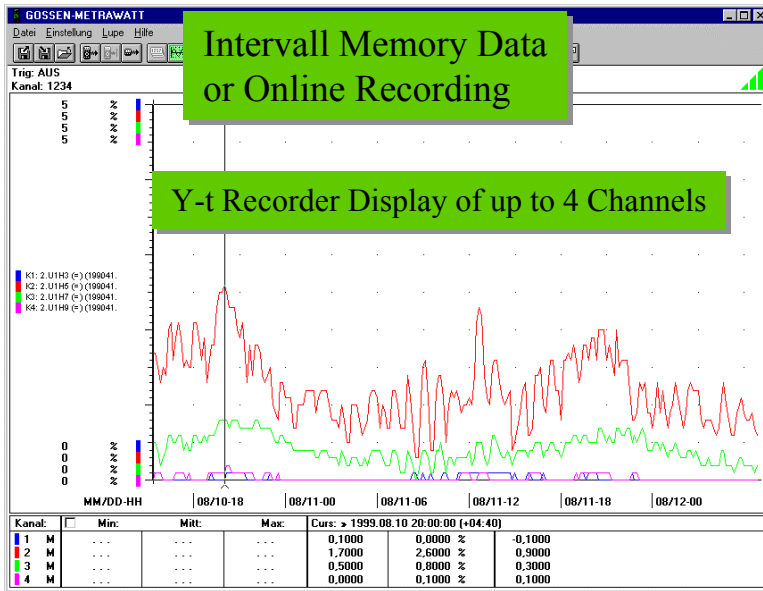 GOSSEN-METRAWATT
Datei Einstellung Lupe Hilfe
Intervall Memory Data
or Online Recording
Trig: AUS
Kanal: 1234
5 %
5 %
5 %
5 %
Y-t Recorder Display of up to 4 Channels
K1: 2.U1H3 (=) (199041.
K2: 2.U1H5 (=) (199041.
K3: 2.U1H7 (=) (199041.
K4: 2.U1H9 (=) (199041.
0 %
0 %
0 %
0 %
MM/DD-HH 08/10-18 08/11-00 08/11-06 08/11-12 08/11-18 08/12-00
Kanal: Min: Mitt: Max: Curs: » 1999.08.10 20:00:00 (+04:40)
1 M ... ... ... 0,1000 0,0000 % -0,1000
2 M ... ... ... 1,7000 2,6000 % 0,9000
3 M ... ... ... 0,5000 0,8000 % 0,3000
4 M ... ... ... 0,0000 0,1000 % 0,1000